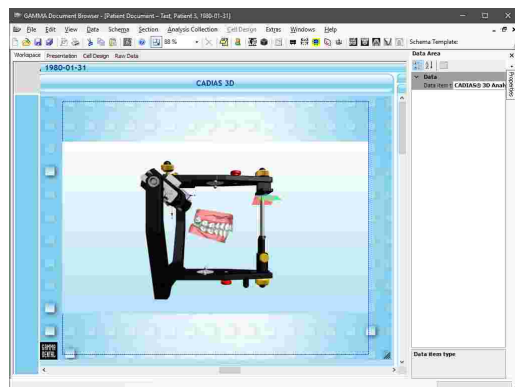 GAMMA Document Browser - [Patient Document - Test, Patient S, 1980-01-31]
File Edit View Data Schema Section Analysis Collection Cell Design Extras Windows Help
88 % Schema Template:
Workspace Presentation Cell Design Raw Data
Data Area
, 1980-01-31
CADIAS 3D
Data
Data item t CADIAS® 3D Anal
Properties
GAMMA
DENTAL
Data item type